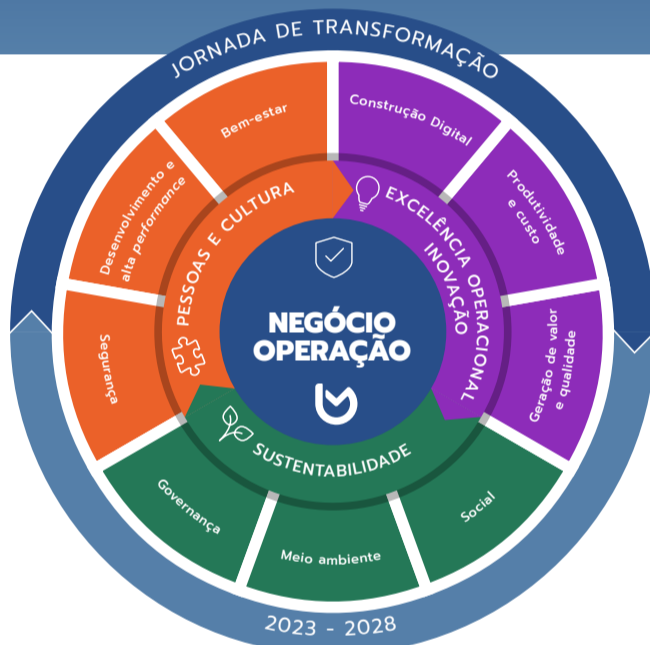 JORNADA DE TRANSFORMAÇÃO
Bem-estar
Construção Digital
Desenvolvimento e
alta performance
Produtividade
e custo
PESSOAS E CULTURA
EXCELÊNCIA OPERACIONAL
INOVAÇÃO
NEGÓCIO
OPERAÇÃO
Segurança
Geração de valor
e qualidade
SUSTENTABILIDADE
Governança
Meio ambiente
Social
2023 - 2028